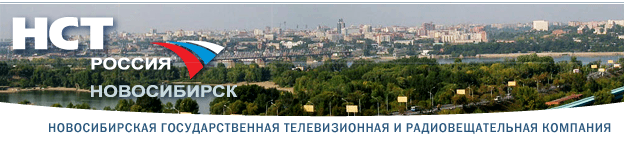 НСТ
РОССИЯ
НОВОСИБИРСК
НОВОСИБИРСКАЯ ГОСУДАРСТВЕННАЯ ТЕЛЕВИЗИОННАЯ И РАДИОВЕЩАТЕЛЬНАЯ КОМПАНИЯ